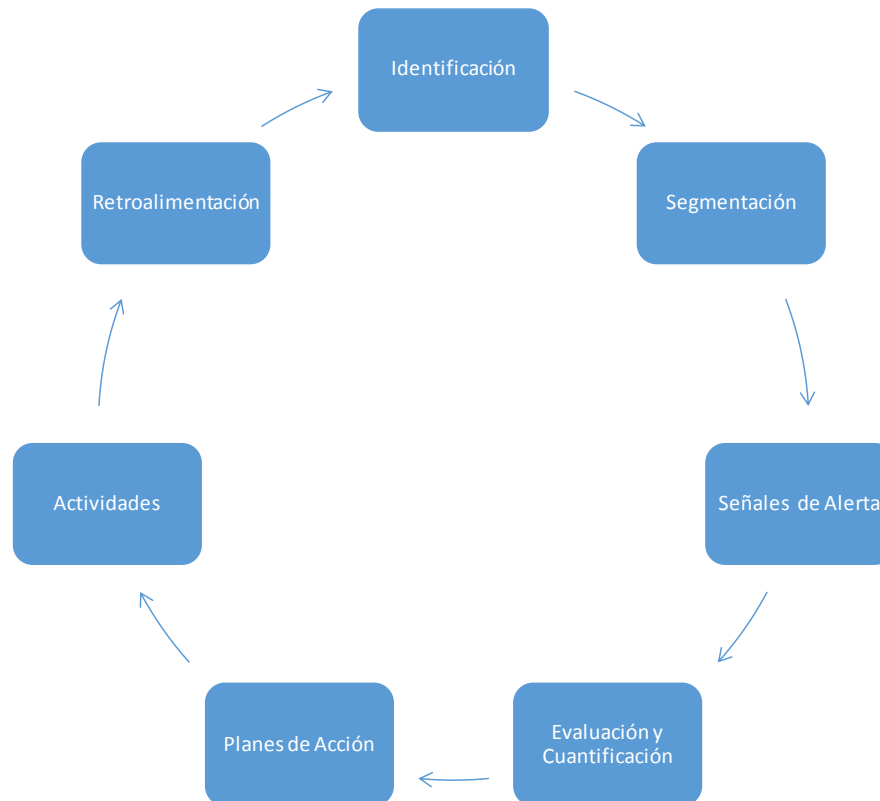 Identificación
Segmentación
Señales de Alerta
Evaluación y
Cuantificación
Planes de Acción
Actividades
Retroalimentación